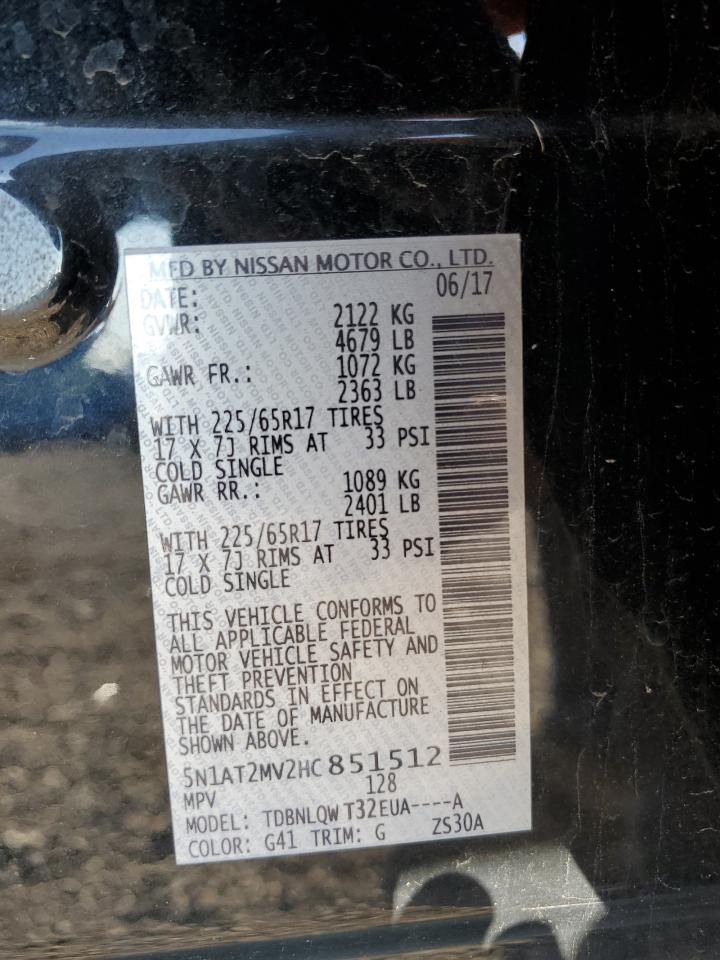 MFD BY NISSAN MOTOR CO., LTD.
DATE: 06/17
GVWR: 2122 KG
4679 LB
GAWR FR.: 1072 KG
2363 LB
WITH 225/65R17 TIRES
17 X 7J RIMS AT 33 PSI
COLD SINGLE
GAWR RR.: 1089 KG
2401 LB
WITH 225/65R17 TIRES
17 X 7J RIMS AT 33 PSI
COLD SINGLE
THIS VEHICLE CONFORMS TO
ALL APPLICABLE FEDERAL
MOTOR VEHICLE SAFETY AND
THEFT PREVENTION
STANDARDS IN EFFECT ON
THE DATE OF MANUFACTURE
SHOWN ABOVE.
5N1AT2MV2HC851512
MPV 128
MODEL: TDBNLQW T32EUA----A
COLOR: G41 TRIM: G ZS30A